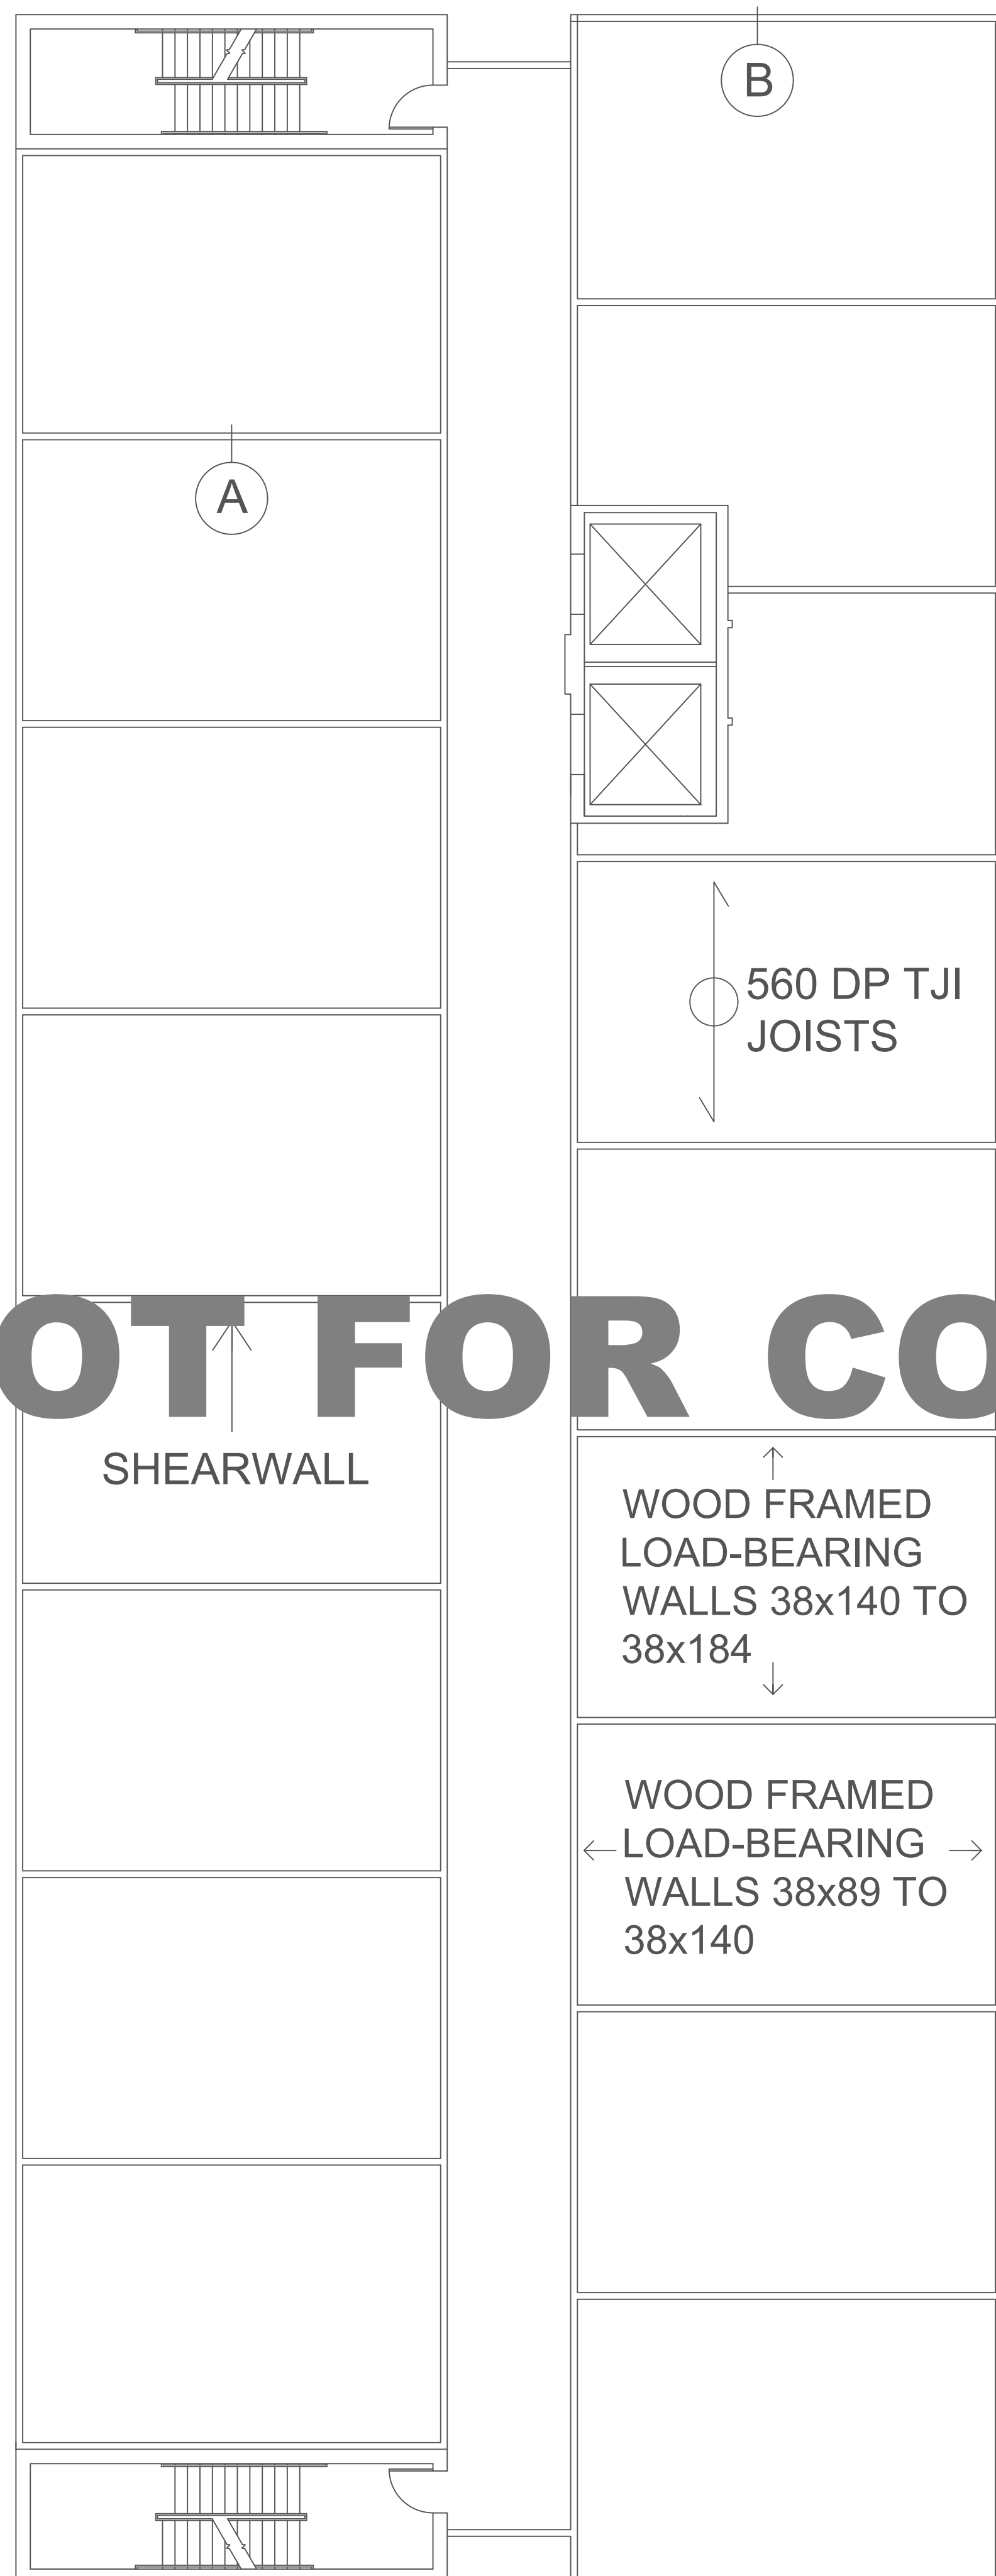 B
A
560 DP TJI
JOISTS
OT FOR CO
SHEARWALL
WOOD FRAMED
LOAD-BEARING
WALLS 38x140 TO
38x184
WOOD FRAMED
LOAD-BEARING
WALLS 38x89 TO
38x140